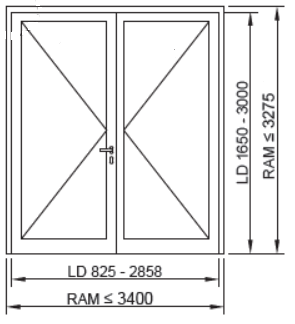 LD 1650 - 3000
RAM ≤ 3275
LD 825 - 2858
RAM ≤ 3400